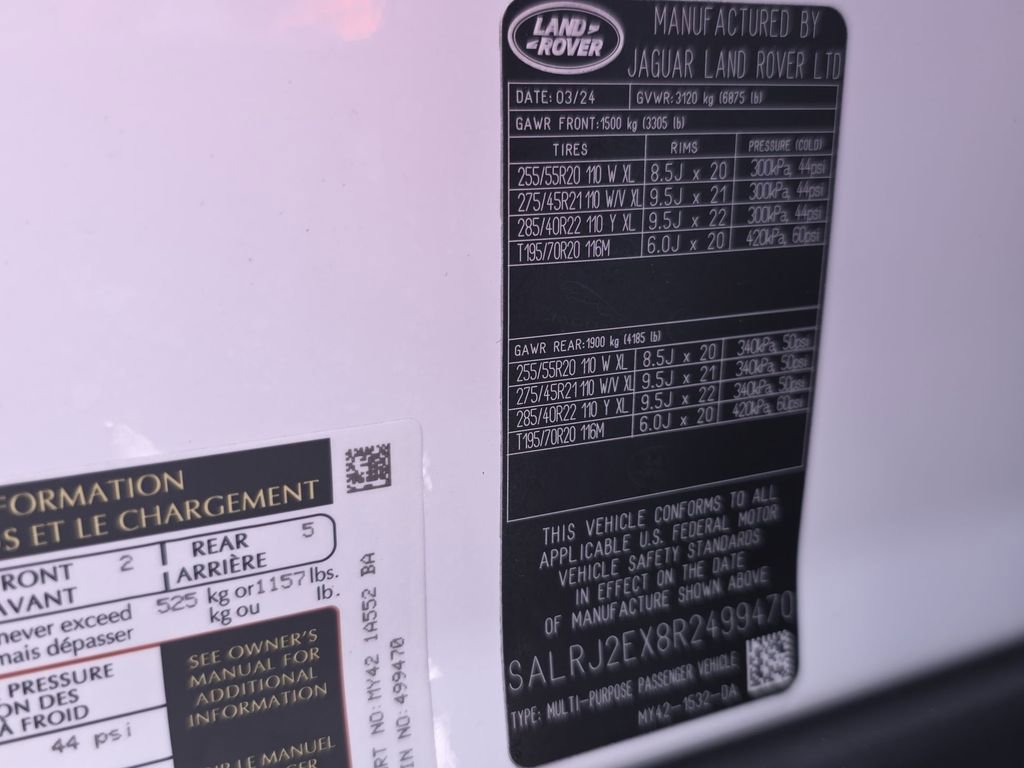 LAND ROVER
MANUFACTURED BY
JAGUAR LAND ROVER LTD
DATE: 03/24 GVWR: 3120 kg (6875 lb)
GAWR FRONT: 1500 kg (3305 lb)
TIRES RIMS PRESSURE (COLD)
255/55R20 110 W XL 8.5J x 20 300kPa, 44psi
275/45R21 110 W/V XL 9.5J x 21 300kPa, 44psi
285/40R22 110 Y XL 9.5J x 22 300kPa, 44psi
T195/70R20 116M 6.0J x 20 420kPa, 60psi
GAWR REAR: 1900 kg (4185 lb)
255/55R20 110 W XL 8.5J x 20 340kPa, 50psi
275/45R21 110 W/V XL 9.5J x 21 340kPa, 50psi
285/40R22 110 Y XL 9.5J x 22 340kPa, 50psi
T195/70R20 116M 6.0J x 20 420kPa, 60psi
THIS VEHICLE CONFORMS TO ALL
APPLICABLE U.S. FEDERAL MOTOR
VEHICLE SAFETY STANDARDS
IN EFFECT ON THE DATE
OF MANUFACTURE SHOWN ABOVE
SALRJ2EX8R2499470
TYPE: MULTI-PURPOSE PASSENGER VEHICLE
MY42-1532-DA
FORMATION
S ET LE CHARGEMENT
FRONT 2 REAR 5
AVANT ARRIÈRE
never exceed 525 kg or 1157 lbs.
mais dépasser kg ou lb.
PRESSURE
ON DES
À FROID
44 psi
SEE OWNER'S
MANUAL FOR
ADDITIONAL
INFORMATION
LE MANUEL
ART NO: MY42 1A552 BA
IN NO: 499470